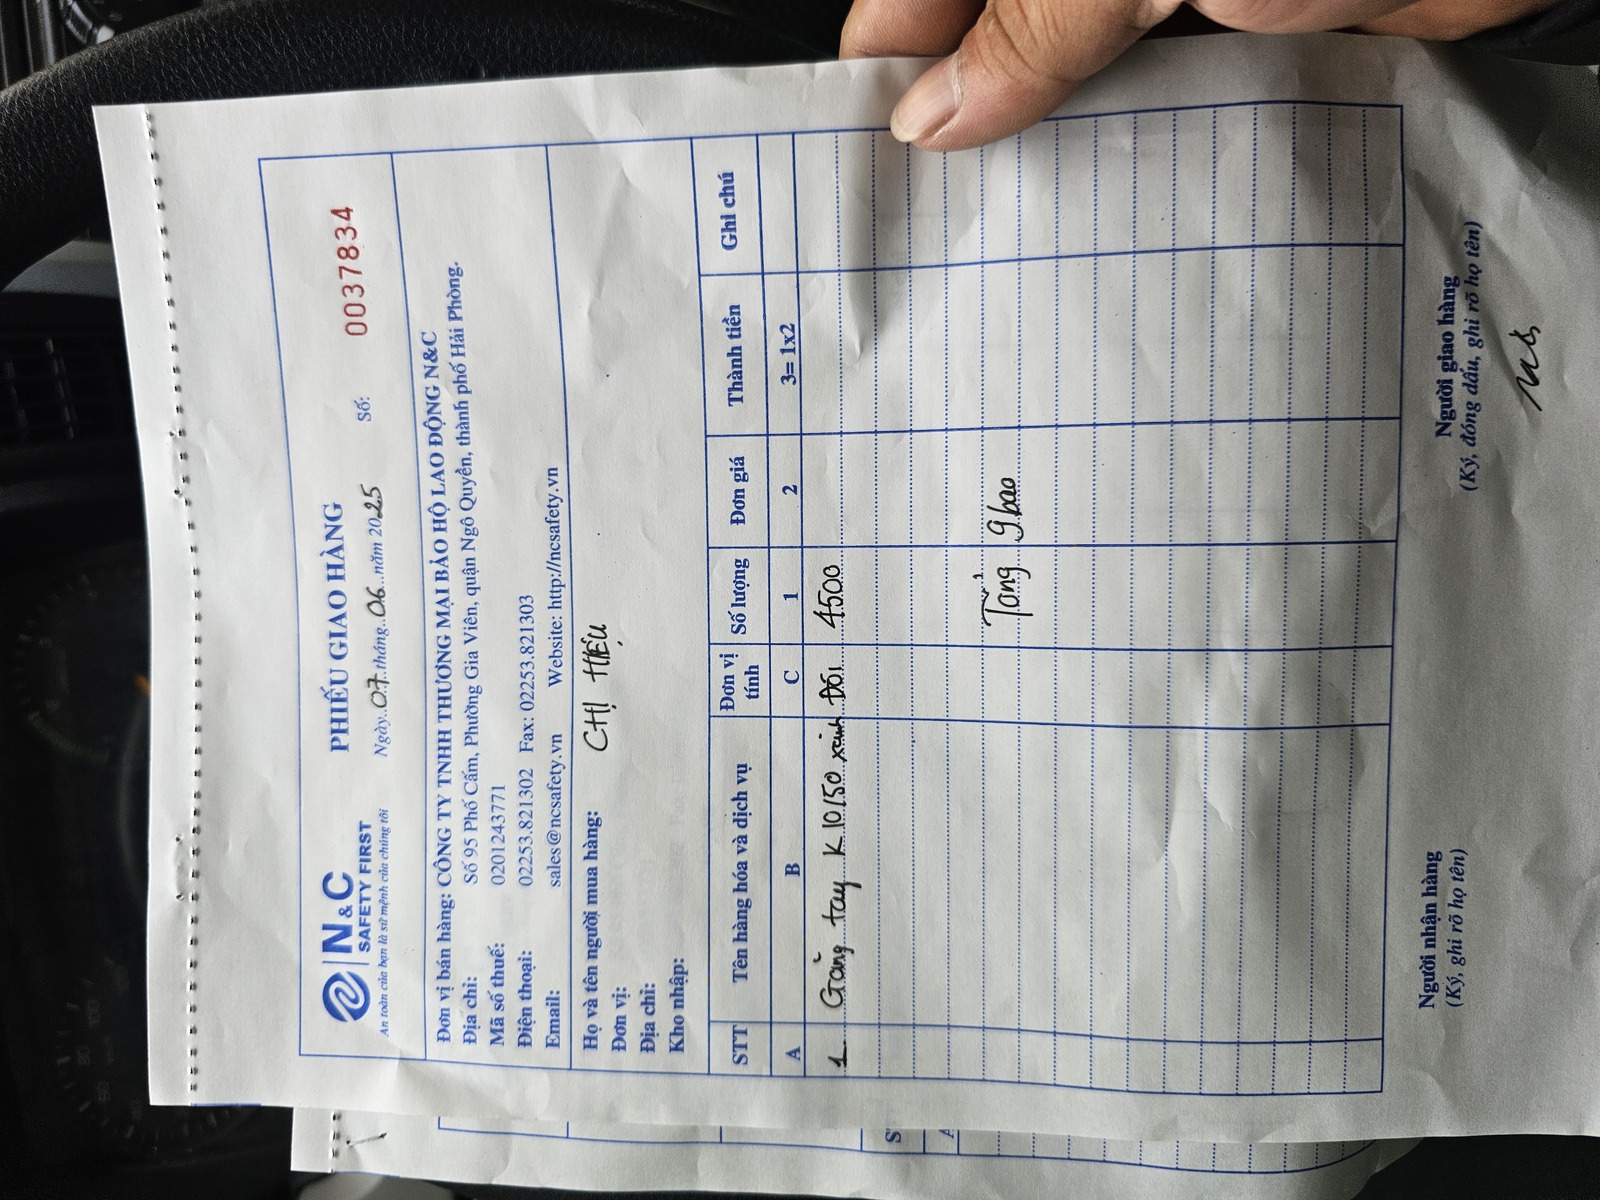 N&C
SAFETY FIRST
An toàn của bạn là sứ mệnh của chúng tôi
PHIẾU GIAO HÀNG
Ngày..07..tháng..06..năm 2025
Số: 0037834
Đơn vị bán hàng: CÔNG TY TNHH THƯƠNG MẠI BẢO HỘ LAO ĐỘNG N&C
Địa chỉ: Số 95 Phố Cấm, Phường Gia Viên, quận Ngô Quyền, thành phố Hải Phòng.
Mã số thuế: 0201243771
Điện thoại: 02253.821302 Fax: 02253.821303
Email: sales@ncsafety.vn Website: http://ncsafety.vn
Họ và tên người mua hàng: CHỊ HIỆU
Đơn vị:
Địa chỉ:
Kho nhập:
STT Tên hàng hóa và dịch vụ Đơn vị tính Số lượng Đơn giá Thành tiền Ghi chú
A B C 1 2 3= 1x2
1 Găng tay K10150 xanh Đôi 4500
Tổng 9 bao
Người nhận hàng Người giao hàng
(Ký, ghi rõ họ tên) (Ký, đóng dấu, ghi rõ họ tên)